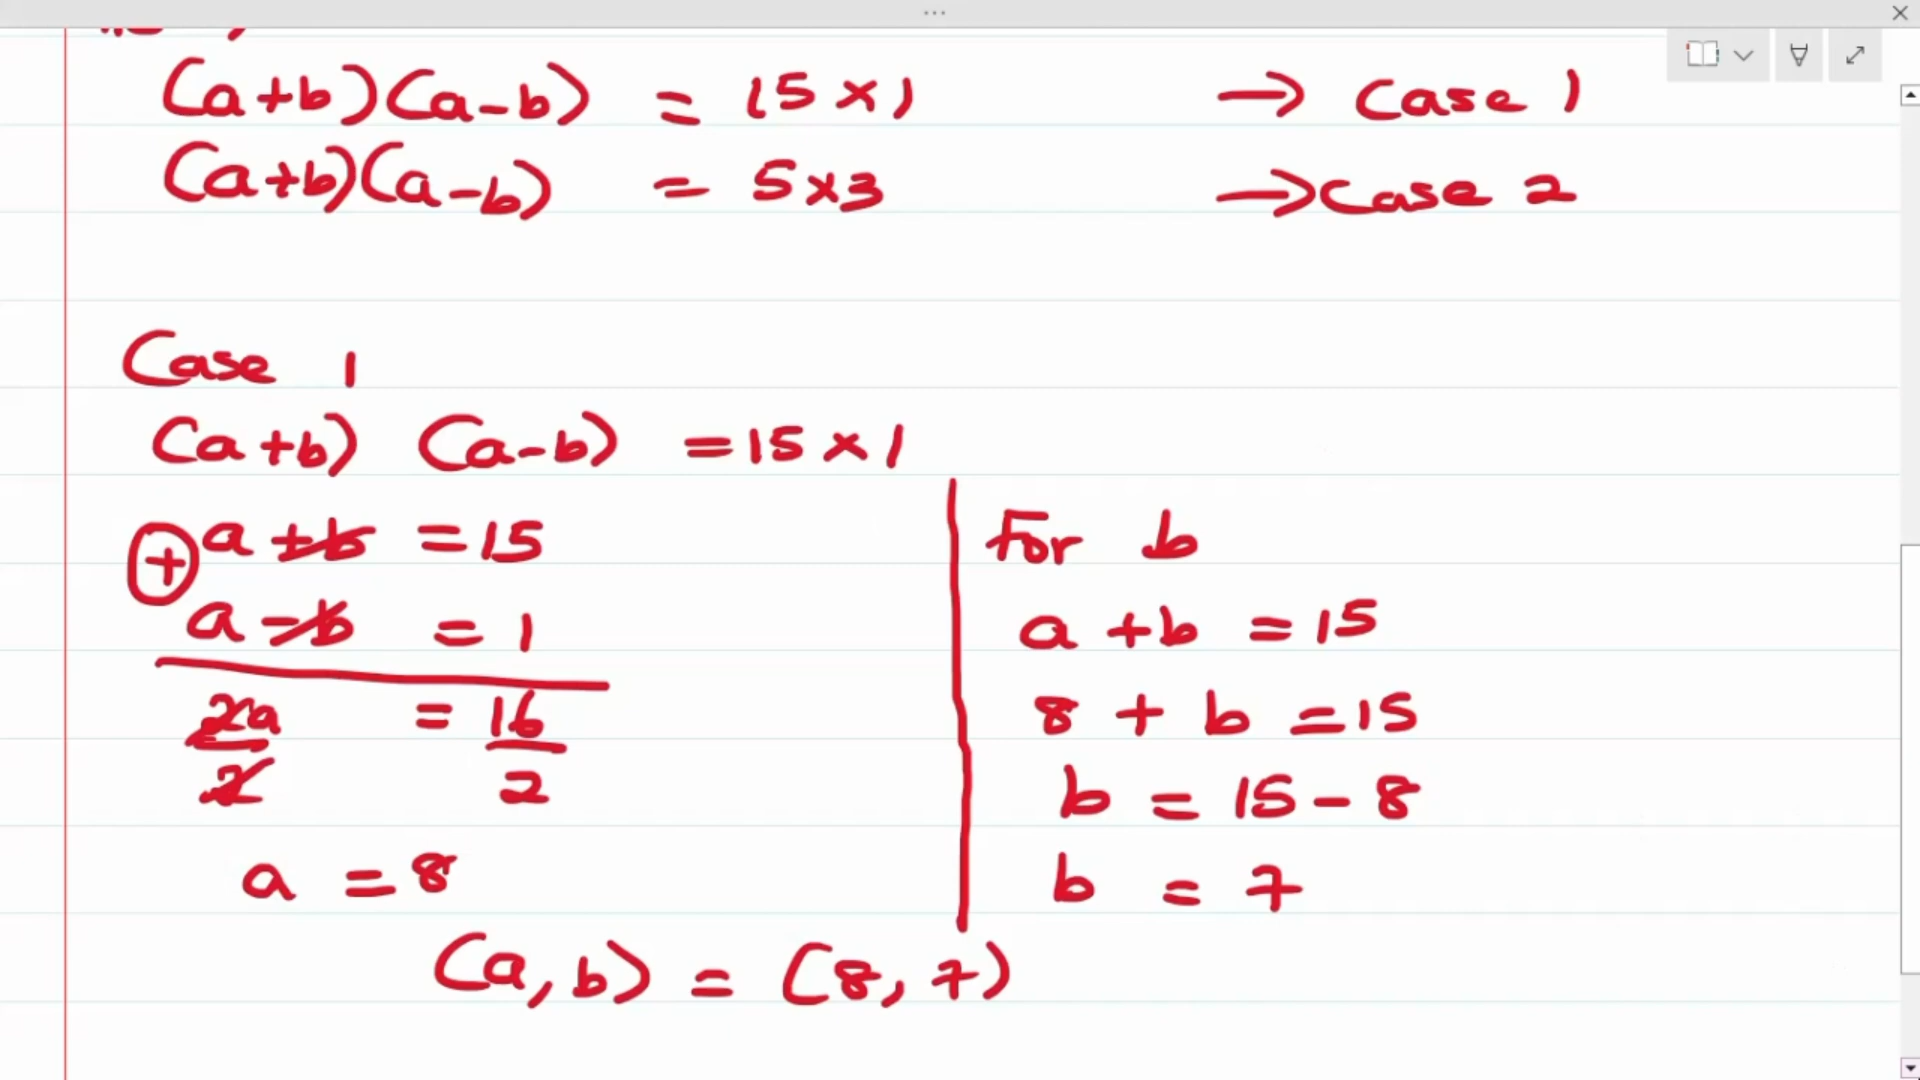 (a+b)(a-b) = 15×1 → Case 1
(a+b)(a-b) = 5×3 → Case 2
Case 1
(a+b) (a-b) = 15×1
+ a+b = 15
a-b = 1
2a/2 = 16/2
a = 8
For b
a + b = 15
8 + b = 15
b = 15 - 8
b = 7
(a, b) = (8, 7)